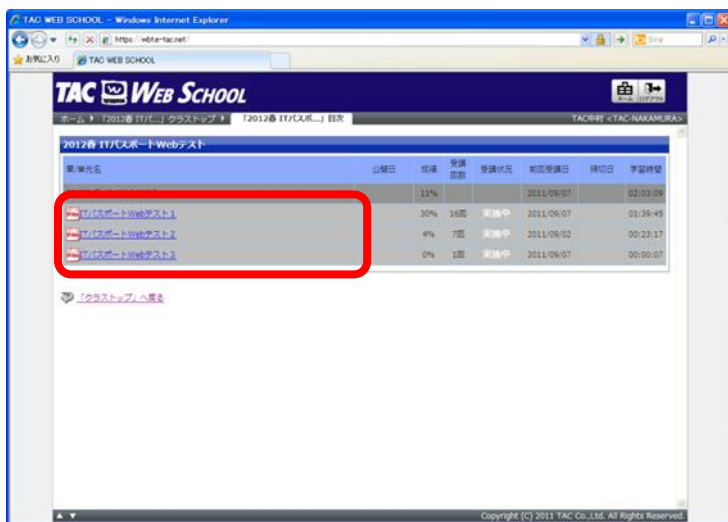 TAC WEB SCHOOL - Windows Internet Explorer
https://wbta-tac.net/
Bing
お気に入り TAC WEB SCHOOL
TAC WEB SCHOOL
ホーム ログアウト
ホーム 「2012春 ITパ...」クラストップ 「2012春 ITパスポ...」目次 TAC中村 <TAC-NAKAMURA>
2012春 ITパスポートWebテスト
章/単元名 公開日 成績 受講回数 受講状況 前回受講日 締切日 学習時間
11% 2011/09/07 02:03:09
ITパスポートWebテスト1 30% 16回 実施中 2011/09/07 01:39:45
ITパスポートWebテスト2 4% 7回 実施中 2011/09/02 00:23:17
ITパスポートWebテスト3 0% 1回 実施中 2011/09/07 00:00:07
「クラストップ」へ戻る
Copyright (C) 2011 TAC Co.,Ltd. All Rights Reserved.